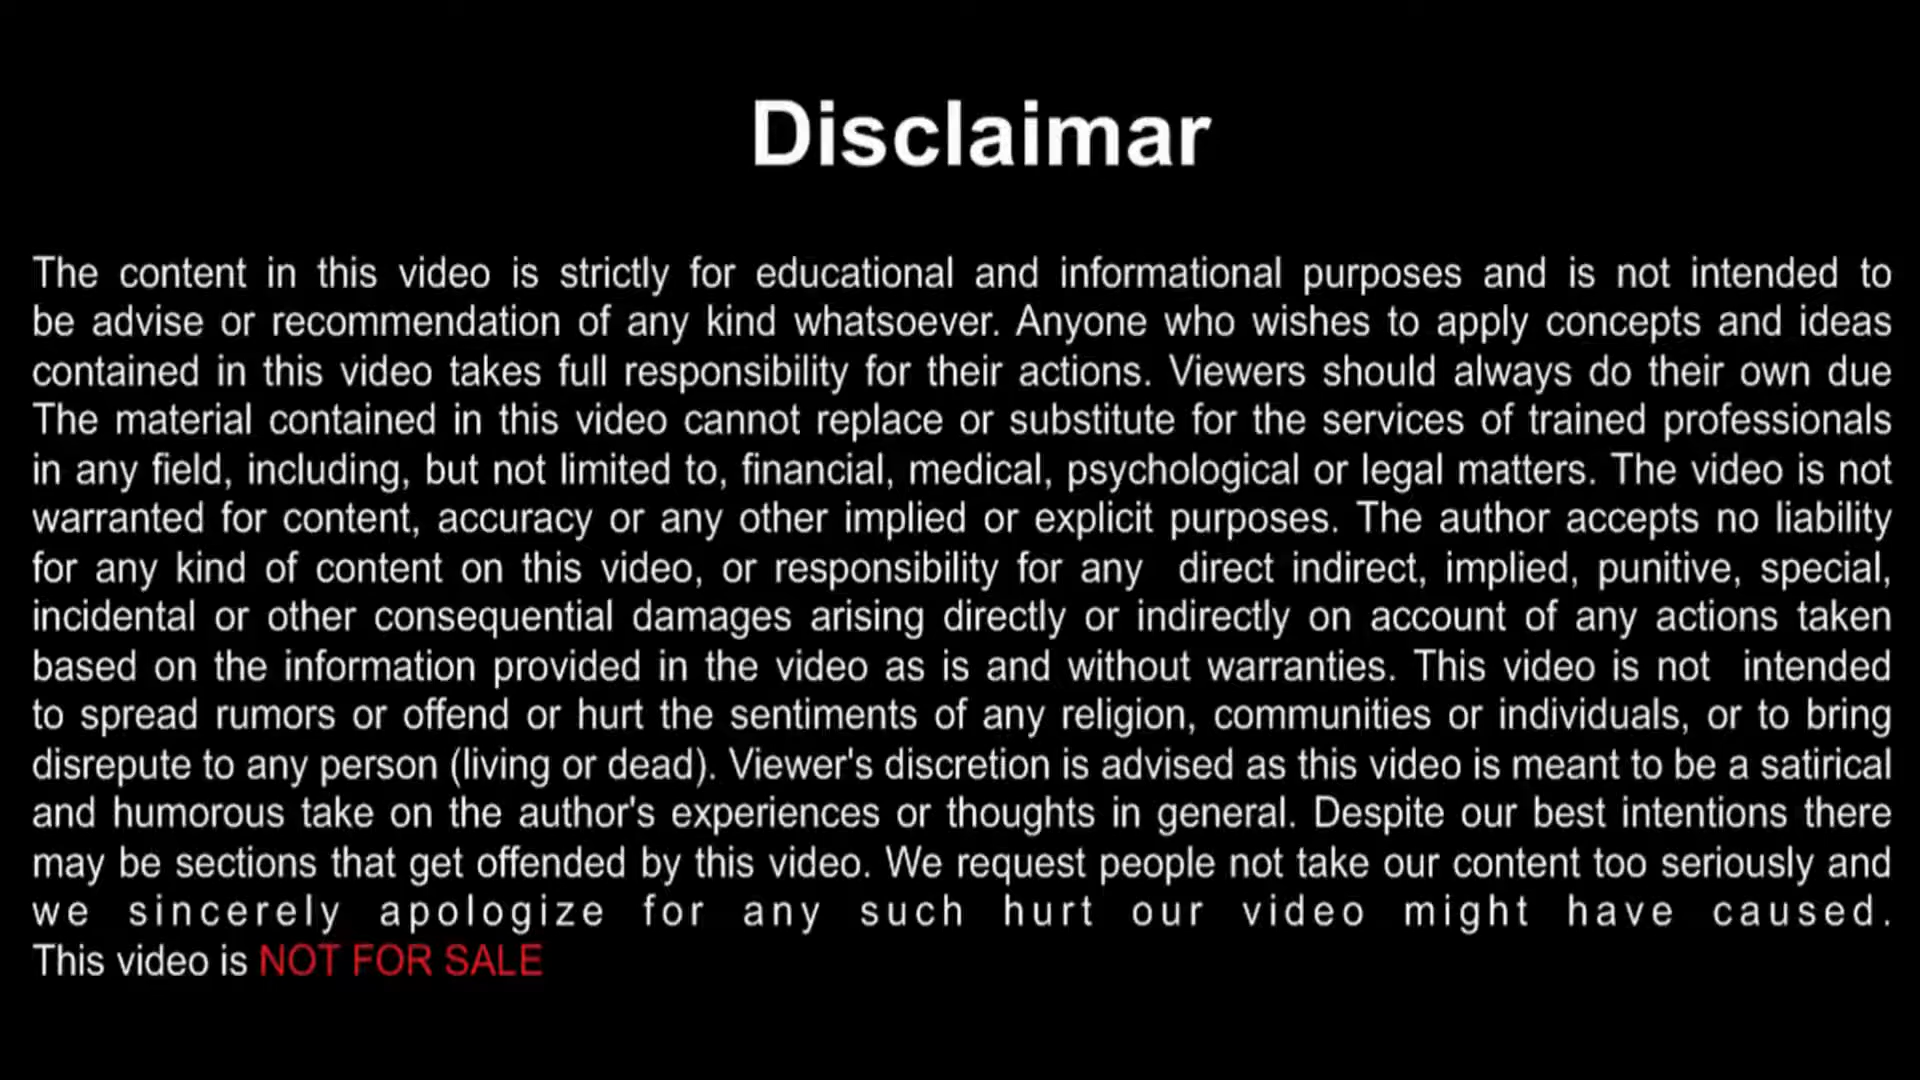 Disclaimar
The content in this video is strictly for educational and informational purposes and is not intended to
be advise or recommendation of any kind whatsoever. Anyone who wishes to apply concepts and ideas
contained in this video takes full responsibility for their actions. Viewers should always do their own due
The material contained in this video cannot replace or substitute for the services of trained professionals
in any field, including, but not limited to, financial, medical, psychological or legal matters. The video is not
warranted for content, accuracy or any other implied or explicit purposes. The author accepts no liability
for any kind of content on this video, or responsibility for any direct indirect, implied, punitive, special,
incidental or other consequential damages arising directly or indirectly on account of any actions taken
based on the information provided in the video as is and without warranties. This video is not intended
to spread rumors or offend or hurt the sentiments of any religion, communities or individuals, or to bring
disrepute to any person (living or dead). Viewer's discretion is advised as this video is meant to be a satirical
and humorous take on the author's experiences or thoughts in general. Despite our best intentions there
may be sections that get offended by this video. We request people not take our content too seriously and
we sincerely apologize for any such hurt our video might have caused.
This video is NOT FOR SALE